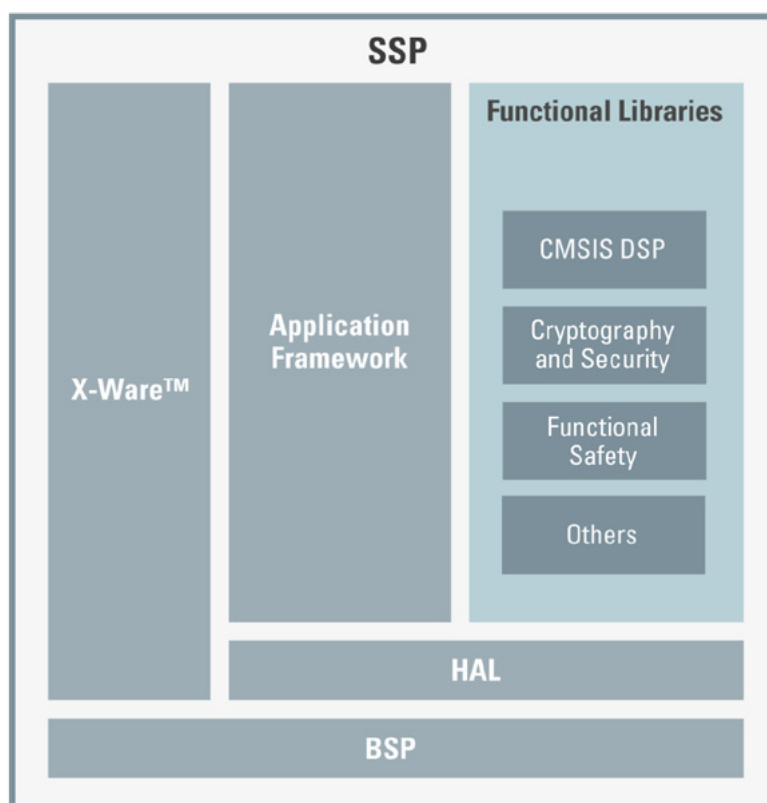 SSP
X-Ware™
Application
Framework
Functional Libraries
CMSIS DSP
Cryptography
and Security
Functional
Safety
Others
HAL
BSP